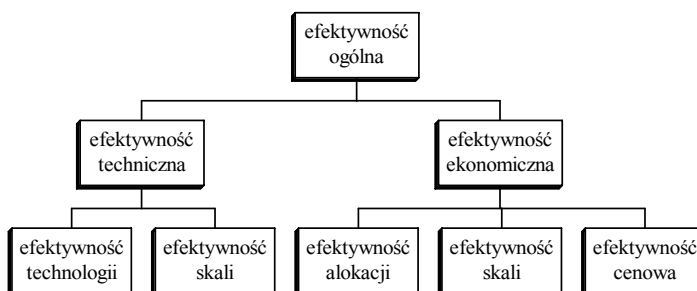 efektywność
ogólna
efektywność
techniczna
efektywność
ekonomiczna
efektywność
technologii
efektywność
skali
efektywność
alokacji
efektywność
skali
efektywność
cenowa